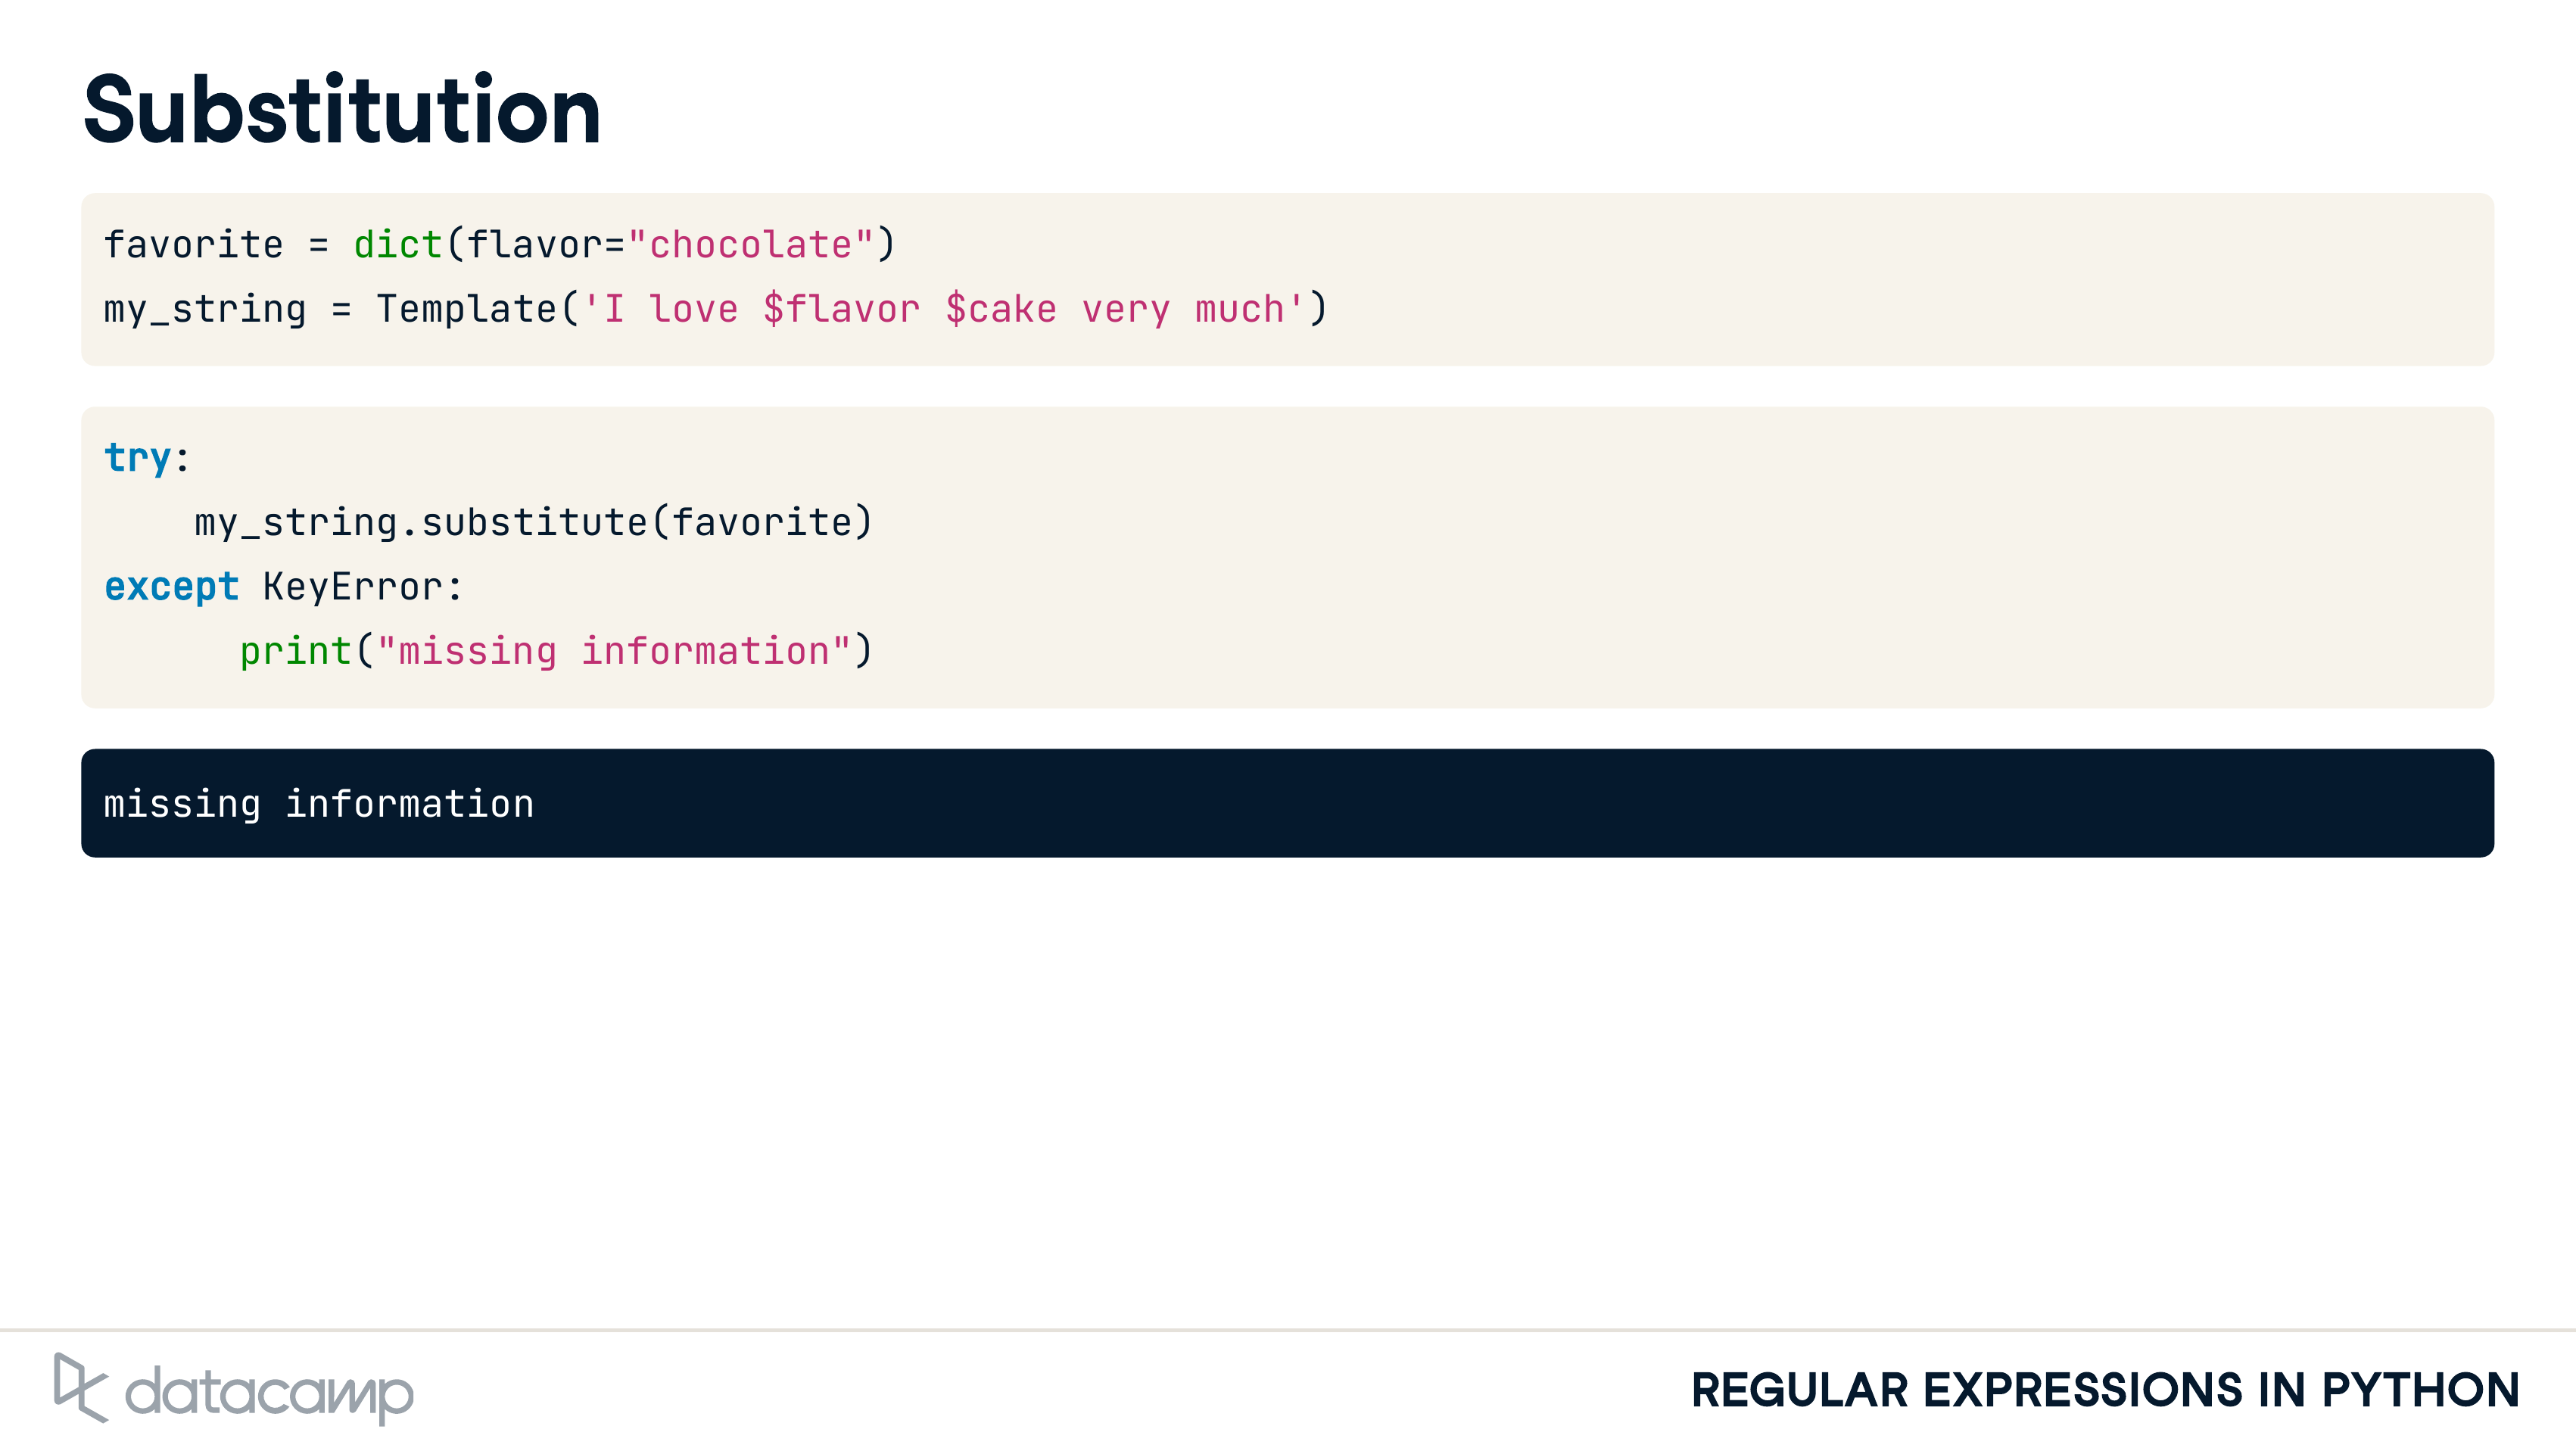 Substitution
favorite = dict(flavor="chocolate")
my_string = Template('I love $flavor $cake very much')
try:
    my_string.substitute(favorite)
except KeyError:
      print("missing information")
missing information
datacamp
REGULAR EXPRESSIONS IN PYTHON